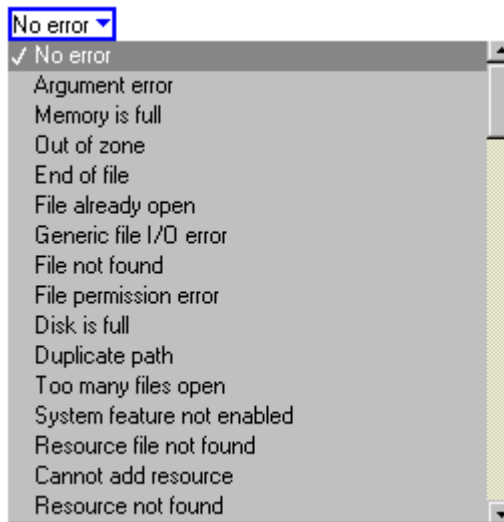 No error
No error
Argument error
Memory is full
Out of zone
End of file
File already open
Generic file I/O error
File not found
File permission error
Disk is full
Duplicate path
Too many files open
System feature not enabled
Resource file not found
Cannot add resource
Resource not found